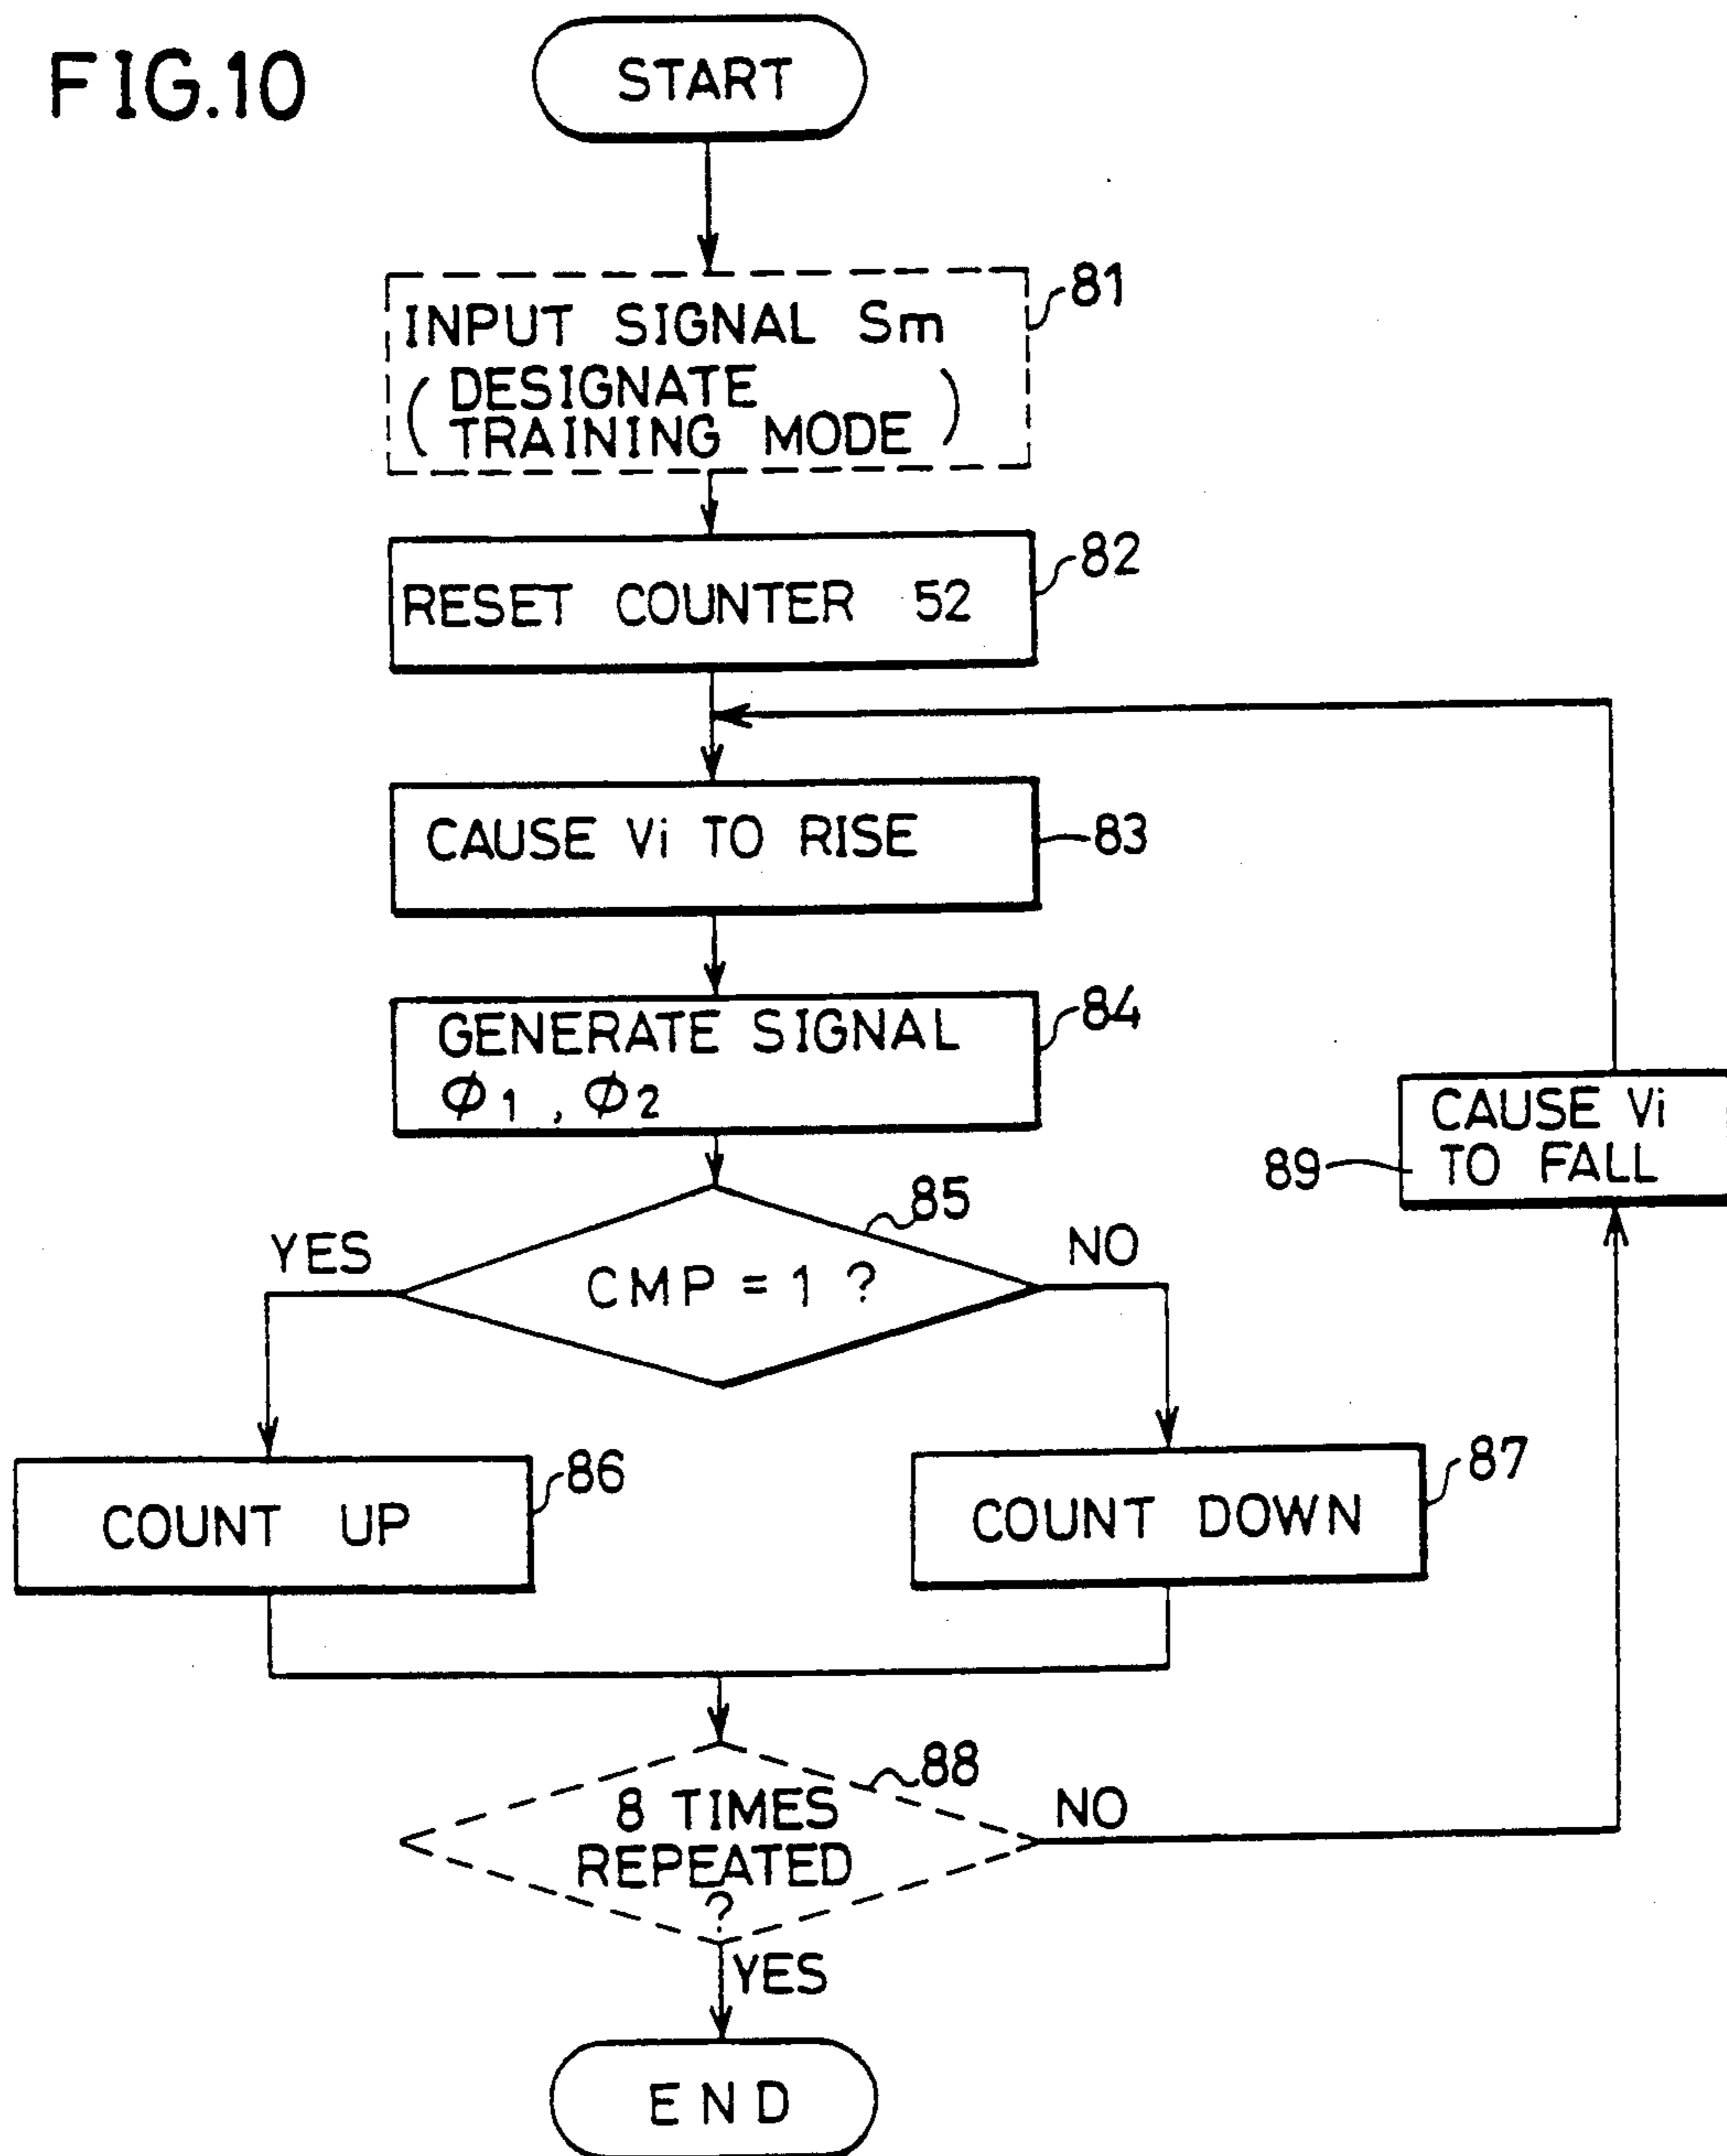 FIG.10
START
INPUT SIGNAL Sm
( DESIGNATE
TRAINING MODE )
81
RESET COUNTER 52
82
CAUSE Vi TO RISE
83
GENERATE SIGNAL
Φ1, Φ2
84
CAUSE Vi
TO FALL
89
85
YES
NO
CMP = 1 ?
COUNT UP
86
COUNT DOWN
87
88
8 TIMES
REPEATED
?
NO
YES
END